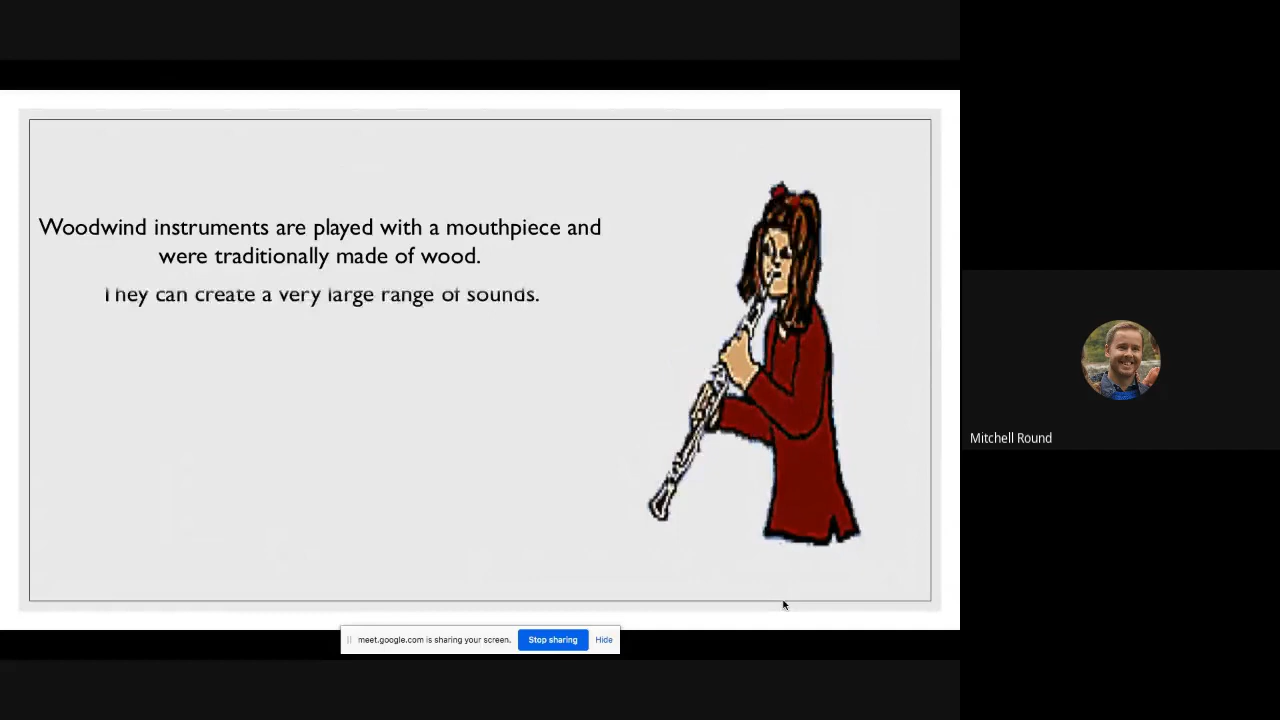 Woodwind instruments are played with a mouthpiece and
were traditionally made of wood.
They can create a very large range of sounds.
Mitchell Round
meet.google.com is sharing your screen. Stop sharing Hide